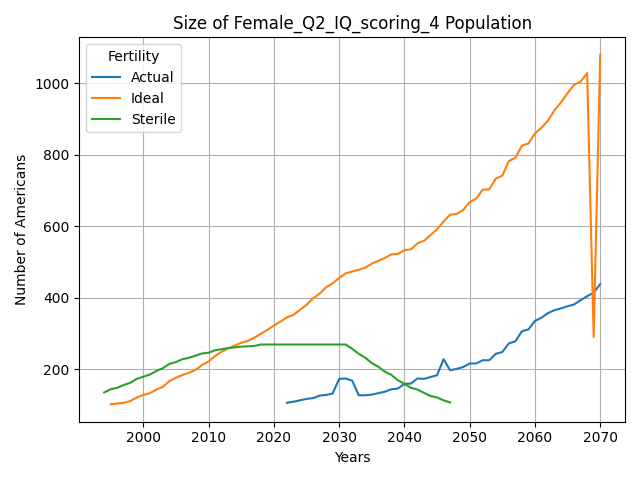 Size of Female_Q2_IQ_scoring_4 Population
Fertility
Actual
Ideal
Sterile
Number of Americans
1000
800
600
400
200
2000
2010
2020
2030
2040
2050
2060
2070
Years